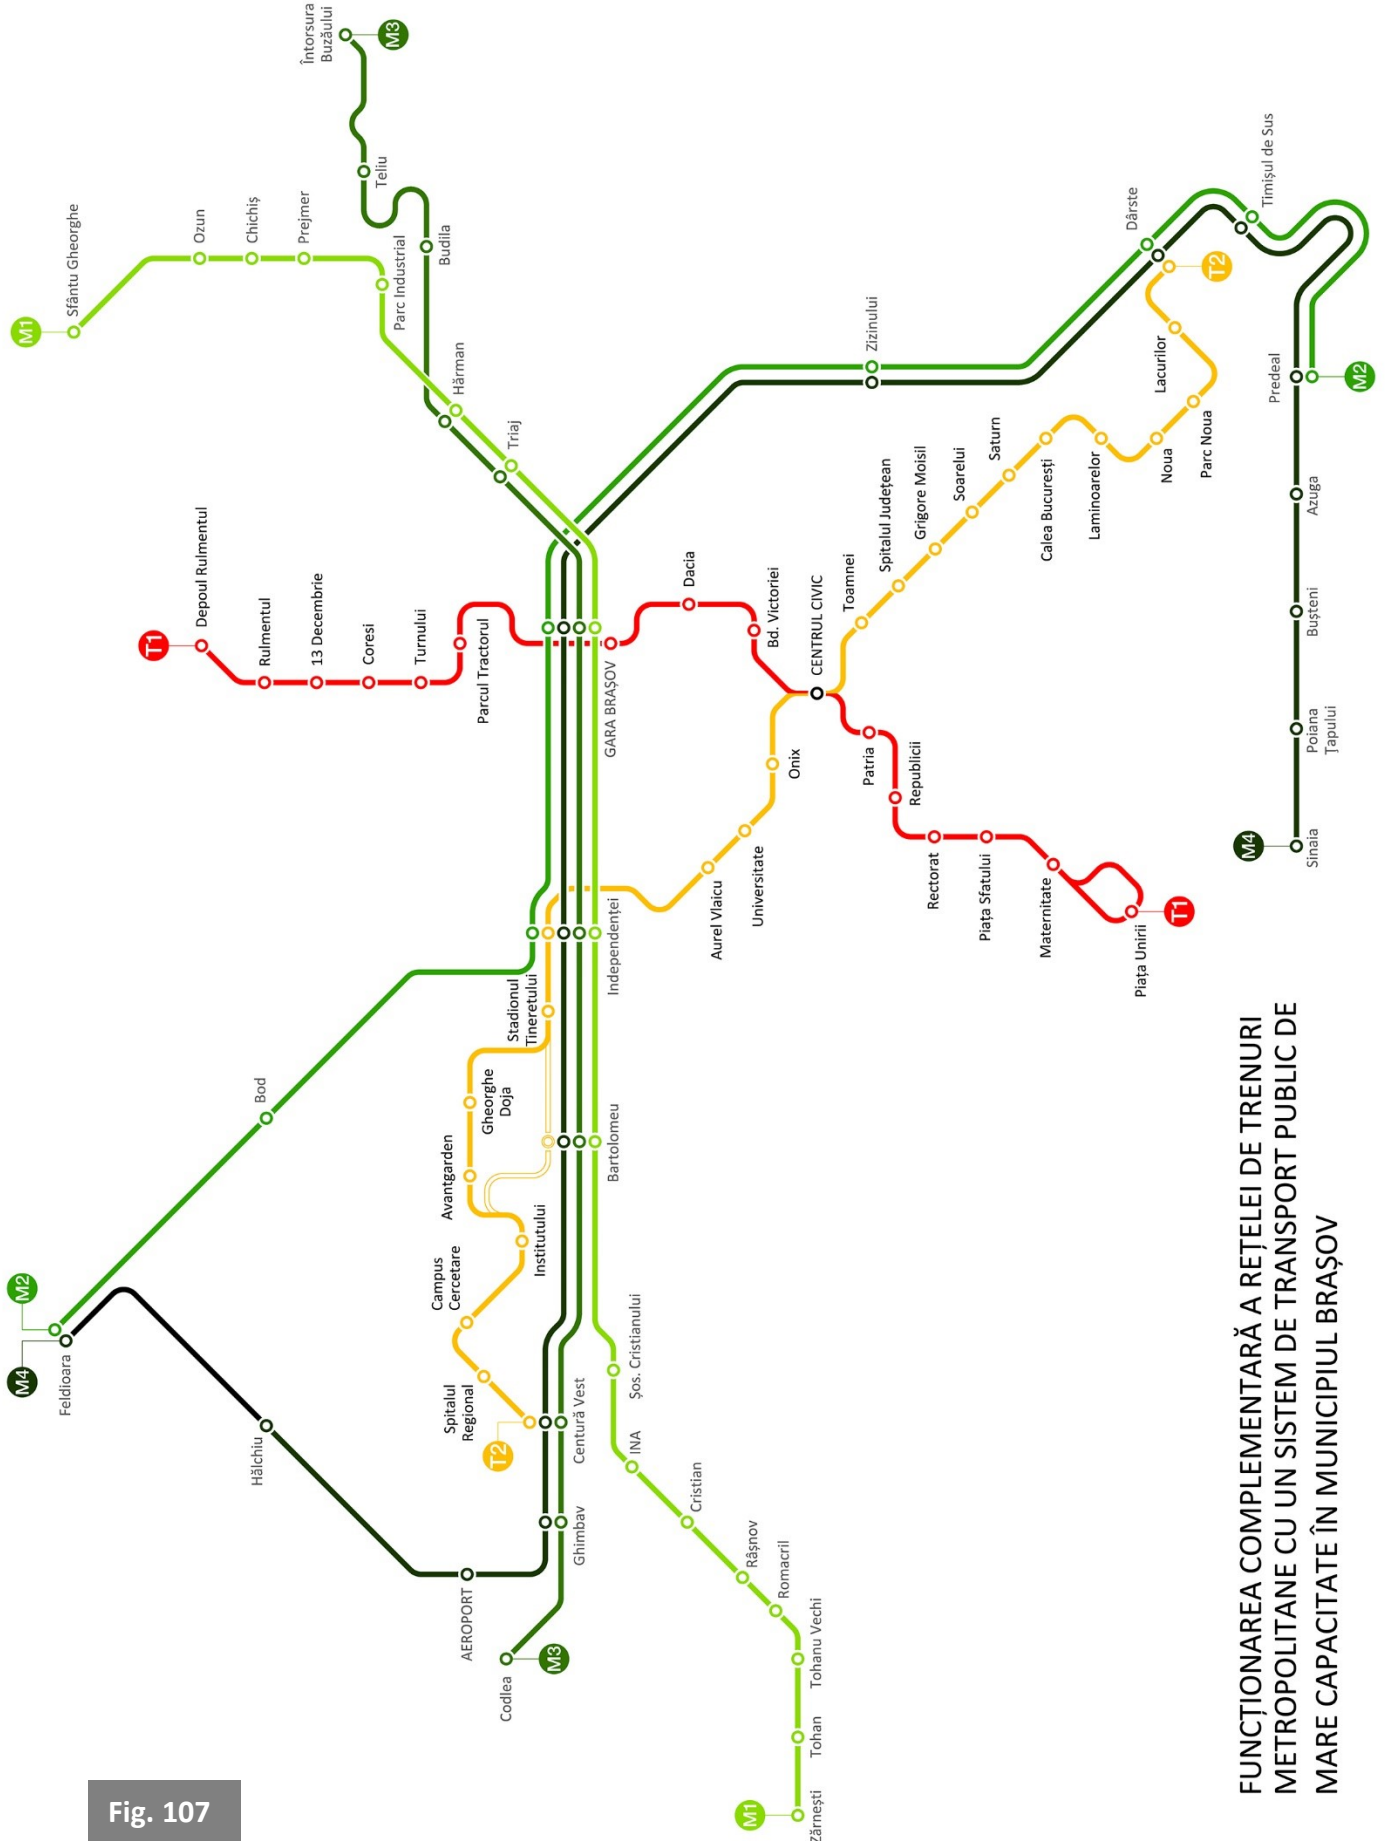 Fig. 107
FUNCȚIONAREA COMPLEMENTARĂ A REȚELEI DE TRENURI
METROPOLITANE CU UN SISTEM DE TRANSPORT PUBLIC DE
MARE CAPACITATE ÎN MUNICIPIUL BRAȘOV
M1
Zărnești
Tohan
Tohanu Vechi
Romacril
Râșnov
Cristian
INA
Șos. Cristianului
Bartolomeu
Independenței
GARA BRAȘOV
Triaj
Hărman
Parc Industrial
Prejmer
Chichiș
Ozun
Sfântu Gheorghe
M1
M2
M4
Feldioara
Bod
Hălchiu
AEROPORT
Codlea
M3
Ghimbav
Centură Vest
T2
Spitalul
Regional
Campus
Cercetare
Institutului
Avantgarden
Gheorghe
Doja
Stadionul
Tineretului
Aurel Vlaicu
Universitate
Onix
CENTRUL CIVIC
Toamnei
Spitalul Județean
Grigore Moisil
Soarelui
Saturn
Calea București
Laminoarelor
Noua
Parc Noua
Lacurilor
T2
T1
Depoul Rulmentul
Rulmentul
13 Decembrie
Coresi
Turnului
Parcul Tractorul
Dacia
Bd. Victoriei
Patria
Republicii
Rectorat
Piața Sfatului
Maternitate
Piața Unirii
T1
Budila
Teliu
Întorsura
Buzăului
M3
Zizinului
Dârste
Timișul de Sus
Predeal
M2
Azuga
Bușteni
Poiana
Țapului
Sinaia
M4